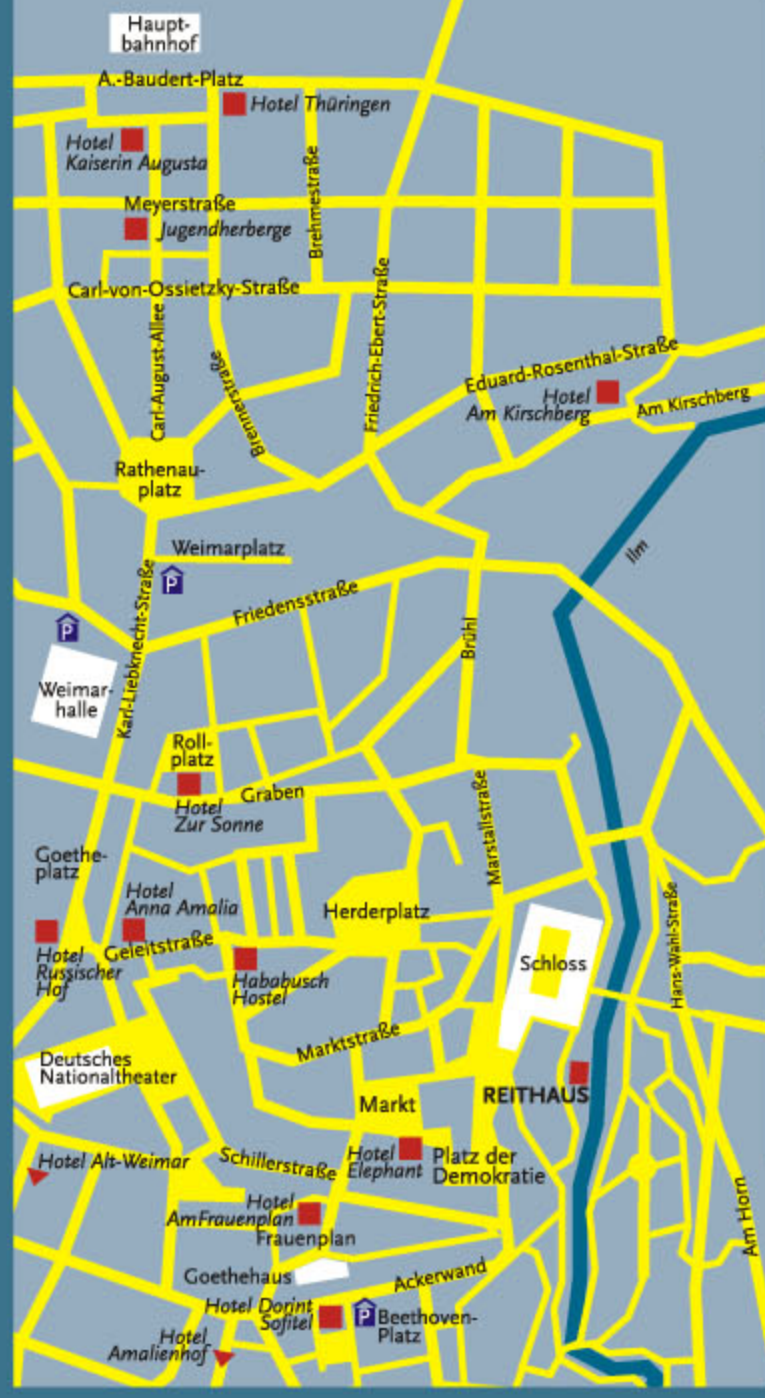 Haupt-
bahnhof
A.-Baudert-Platz
Hotel Thüringen
Hotel
Kaiserin Augusta
Brehmestraße
Meyerstraße
Jugendherberge
Carl-von-Ossietzky-Straße
Carl-August-Allee
Friedrich-Ebert-Straße
Brennerstraße
Eduard-Rosenthal-Straße
Hotel
Am Kirschberg
Am Kirschberg
Rathenau-
platz
Weimarplatz
P
Ilm
Friedensstraße
Karl-Liebknecht-Straße
P
Brühl
Weimar-
halle
Roll-
platz
Graben
Hotel
Zur Sonne
Marstallstraße
Goethe-
platz
Hotel
Anna Amalia
Herderplatz
Hans-Wahl-Straße
Geleitstraße
Hotel
Russischer
Hof
Hababusch
Hostel
Schloss
Marktstraße
Deutsches
Nationaltheater
REITHAUS
Markt
Hotel Alt-Weimar
Schillerstraße
Hotel
Elephant
Platz der
Demokratie
Am Horn
Hotel
AmFrauenplan
Frauenplan
Goethehaus
Ackerwand
Hotel Dorint
Sofitel
P
Beethoven-
Platz
Hotel
Amalienhof